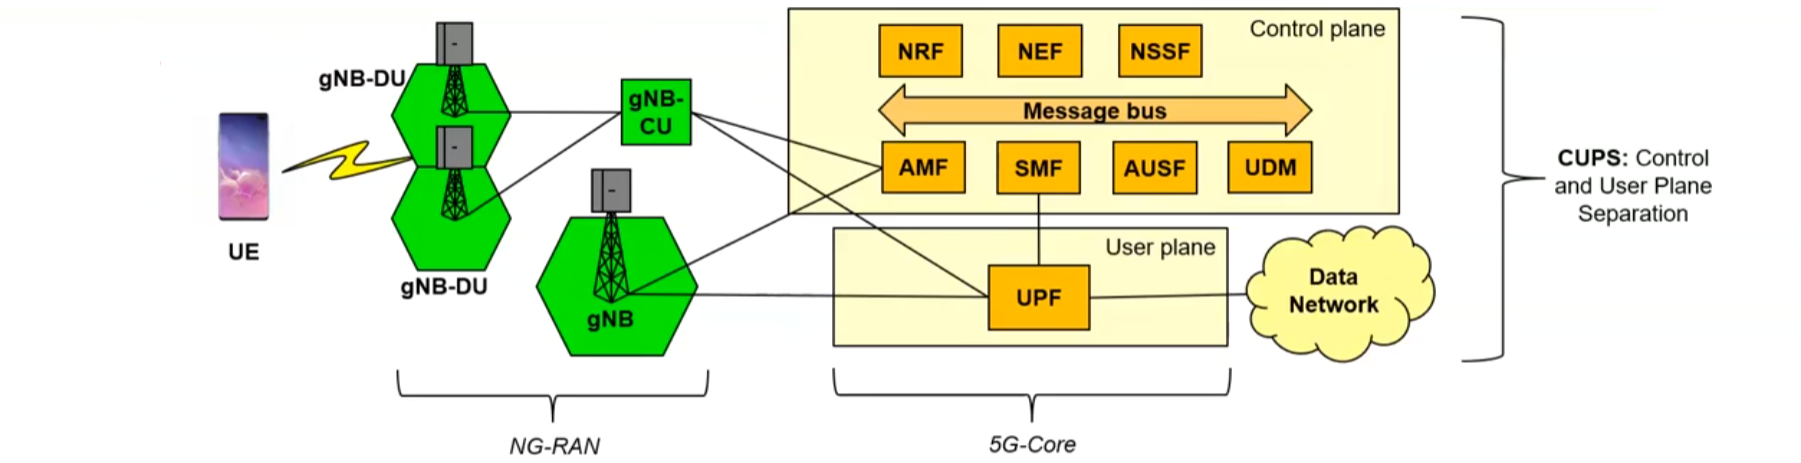 Control plane
NRF
NEF
NSSF
gNB-DU
gNB-
CU
Message bus
AMF
SMF
AUSF
UDM
CUPS: Control
and User Plane
Separation
UE
User plane
gNB-DU
gNB
UPF
Data
Network
NG-RAN
5G-Core